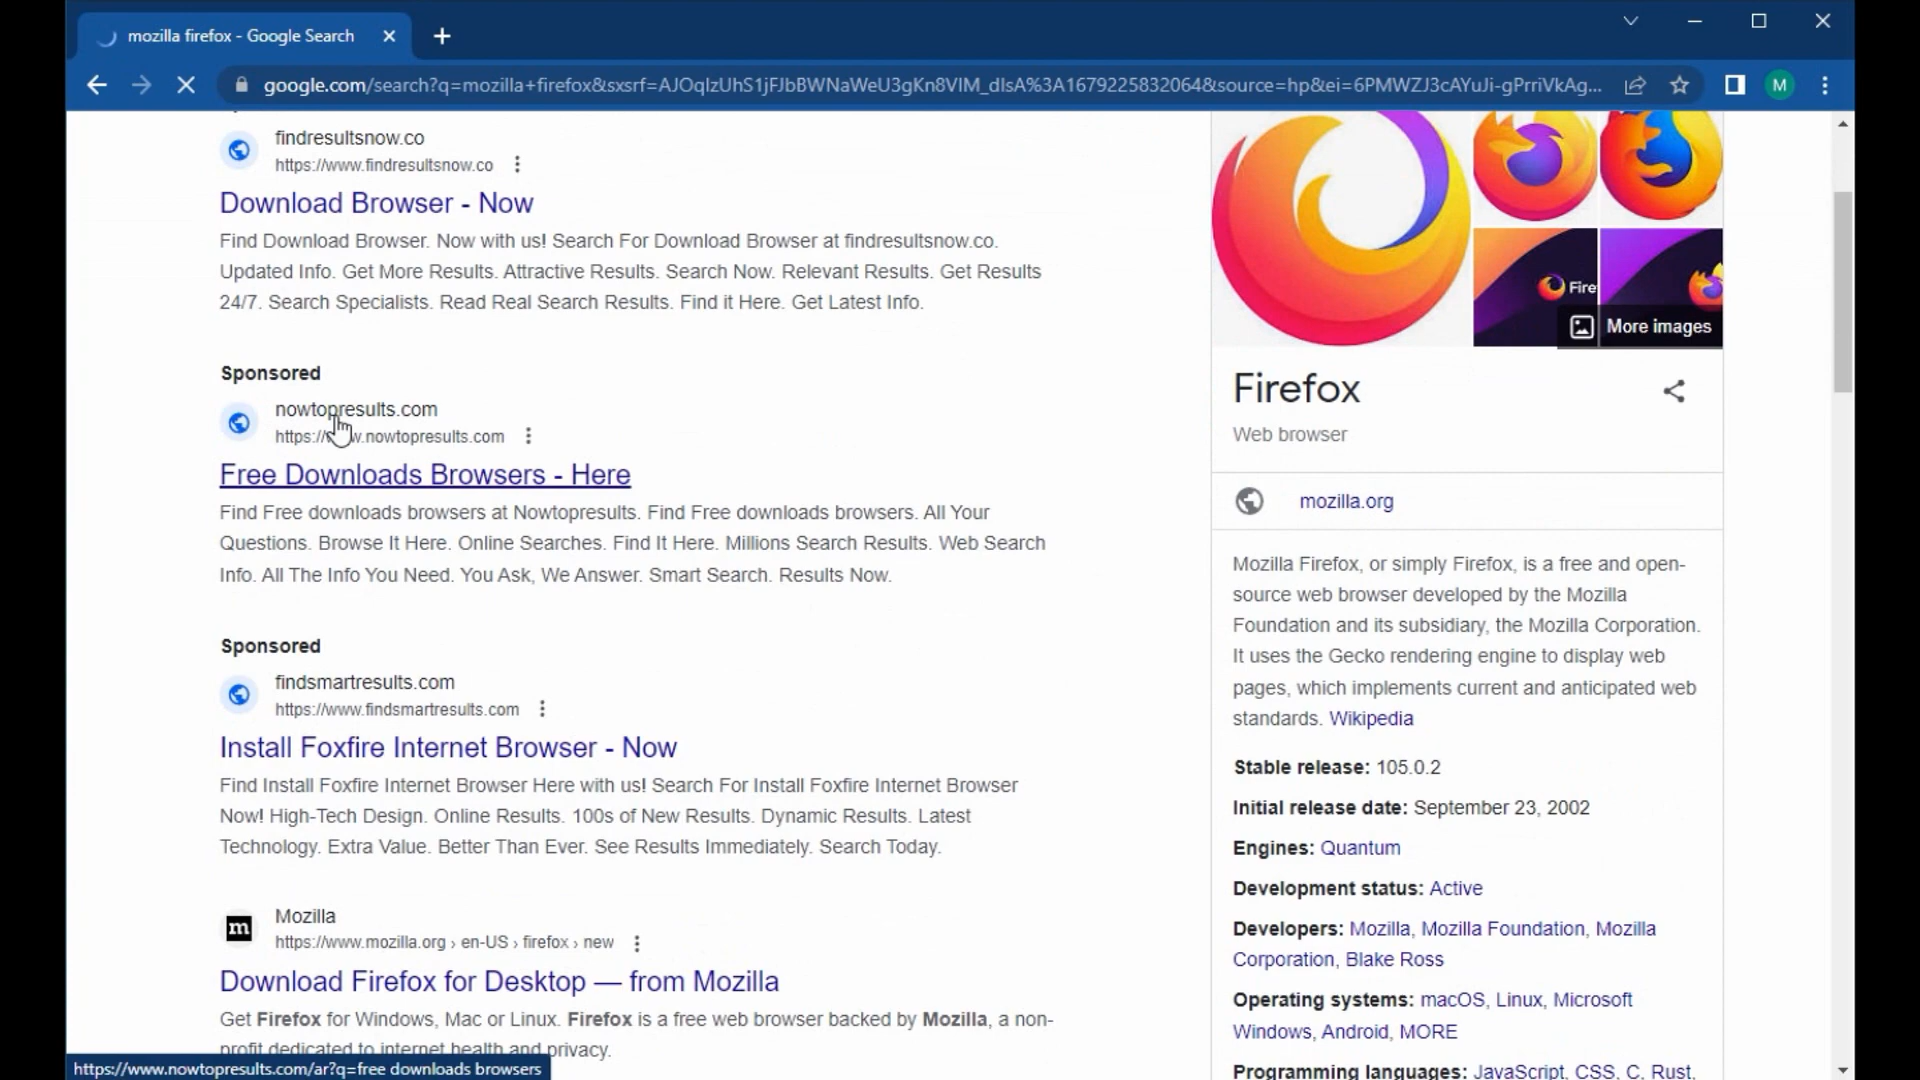 mozilla firefox - Google Search
google.com/search?q=mozilla+firefox&sxsrf=AJOqlzUhS1jFJbBWNaWeU3gKn8VIM_dlsA%3A1679225832064&source=hp&ei=6PMWZJ3cAYuJi-gPrriVkAg...
M
findresultsnow.co
https://www.findresultsnow.co
Download Browser - Now
Find Download Browser. Now with us! Search For Download Browser at findresultsnow.co.
Updated Info. Get More Results. Attractive Results. Search Now. Relevant Results. Get Results
24/7. Search Specialists. Read Real Search Results. Find it Here. Get Latest Info.
Sponsored
nowtopresults.com
https://www.nowtopresults.com
Free Downloads Browsers - Here
Find Free downloads browsers at Nowtopresults. Find Free downloads browsers. All Your
Questions. Browse It Here. Online Searches. Find It Here. Millions Search Results. Web Search
Info. All The Info You Need. You Ask, We Answer. Smart Search. Results Now.
Sponsored
findsmartresults.com
https://www.findsmartresults.com
Install Foxfire Internet Browser - Now
Find Install Foxfire Internet Browser Here with us! Search For Install Foxfire Internet Browser
Now! High-Tech Design. Online Results. 100s of New Results. Dynamic Results. Latest
Technology. Extra Value. Better Than Ever. See Results Immediately. Search Today.
m
Mozilla
https://www.mozilla.org › en-US › firefox › new
Download Firefox for Desktop — from Mozilla
Get Firefox for Windows, Mac or Linux. Firefox is a free web browser backed by Mozilla, a non-
profit dedicated to internet health and privacy.
https://www.nowtopresults.com/ar?q=free downloads browsers
Fire
More images
Firefox
Web browser
mozilla.org
Mozilla Firefox, or simply Firefox, is a free and open-
source web browser developed by the Mozilla
Foundation and its subsidiary, the Mozilla Corporation.
It uses the Gecko rendering engine to display web
pages, which implements current and anticipated web
standards. Wikipedia
Stable release: 105.0.2
Initial release date: September 23, 2002
Engines: Quantum
Development status: Active
Developers: Mozilla, Mozilla Foundation, Mozilla
Corporation, Blake Ross
Operating systems: macOS, Linux, Microsoft
Windows, Android, MORE
Programming languages: JavaScript, CSS, C, Rust,